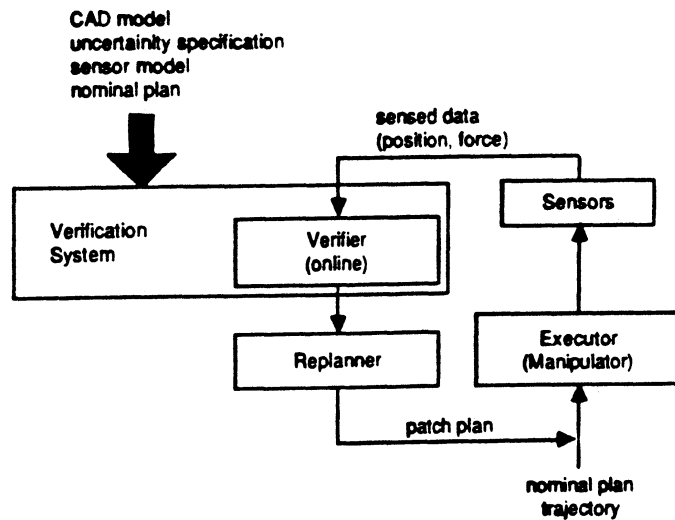 CAD model
uncertainity specification
sensor model
nominal plan
sensed data
(position, force)
Sensors
Verification
System
Verifier
(online)
Replanner
Executor
(Manipulator)
patch plan
nominal plan
trajectory